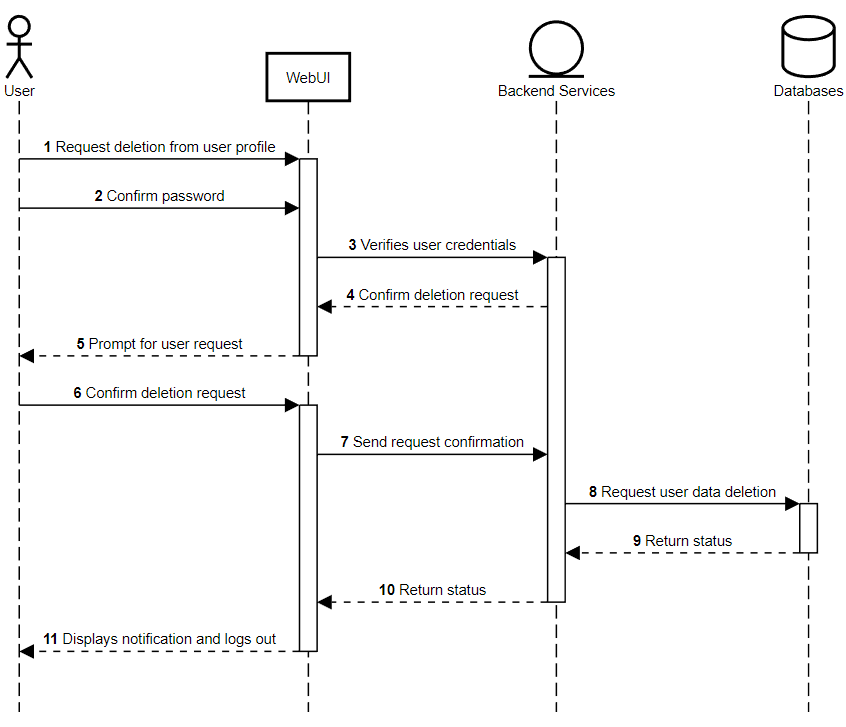 WebUI
User
Backend Services
Databases
1 Request deletion from user profile
2 Confirm password
3 Verifies user credentials
4 Confirm deletion request
5 Prompt for user request
6 Confirm deletion request
7 Send request confirmation
8 Request user data deletion
9 Return status
10 Return status
11 Displays notification and logs out